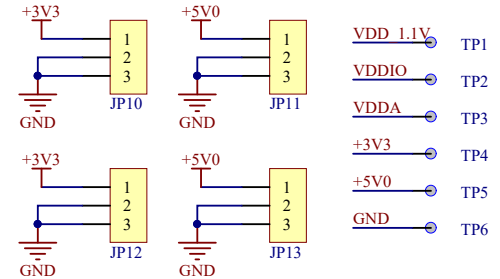 +3V3
1
2
3
JP10
GND
+5V0
1
2
3
JP11
GND
+3V3
1
2
3
JP12
GND
+5V0
1
2
3
JP13
GND
VDD_1.1V TP1
VDDIO TP2
VDDA TP3
+3V3 TP4
+5V0 TP5
GND TP6